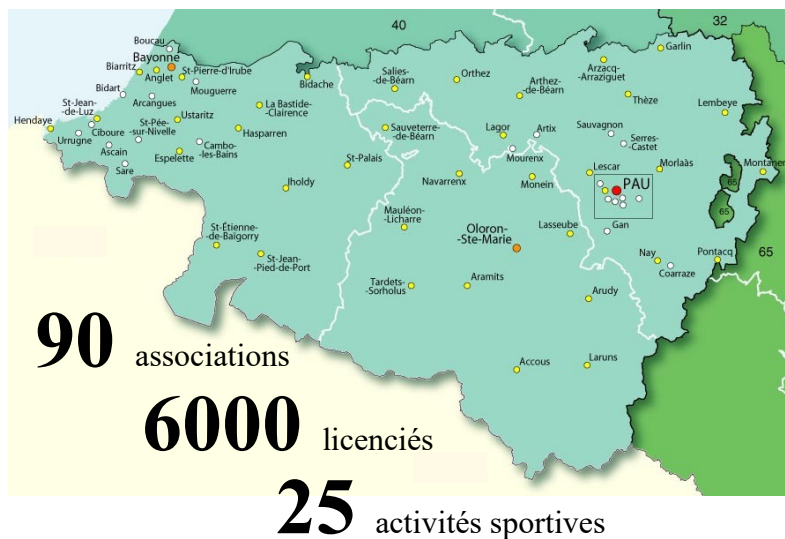 40
32
Boucau
Garlin
Bayonne
Biarritz
Anglet
St-Pierre-d'Irube
Bidache
Salies-
-de-Béarn
Orthez
Arzacq-
-Arraziguet
Mouguerre
Arthez-
-de-Béarn
Thèze
Bidart
Arcangues
La Bastide-
-Clairence
Lembeye
St-Jean-
-de-Luz
Ustaritz
Hendaye
Ciboure
St-Pée-
-sur-Nivelle
Urrugne
Hasparren
Sauveterre-
-de-Béarn
Lagor
Artix
Sauvagnon
Serres-
-Castet
Ascain
Cambo-
-les-Bains
Mourenx
Espelette
Sare
St-Palais
Navarrenx
Monein
Lescar
Morlaàs
Montaner
PAU
65
Iholdy
65
Mauléon-
-Licharre
Oloron-
-Ste-Marie
Lasseube
Gan
St-Étienne-
-de-Baïgorry
St-Jean-
-Pied-de-Port
Nay
Coarraze
Pontacq
65
Tardets-
-Sorholus
Aramits
Arudy
90 associations
Accous
Laruns
6000 licenciés
25 activités sportives